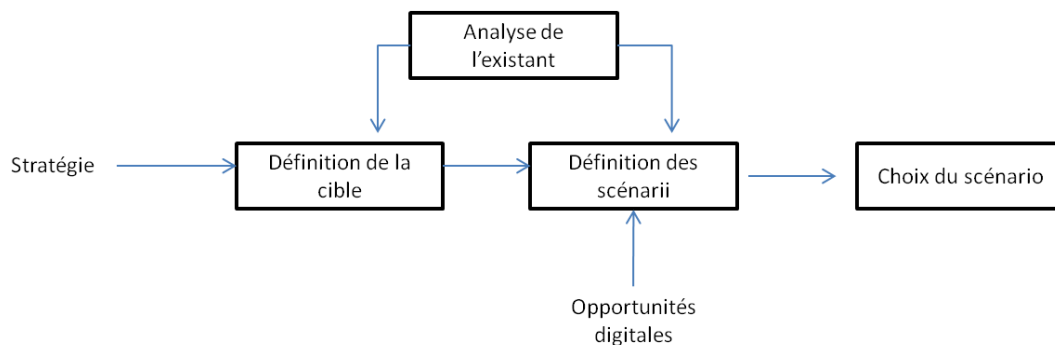 Analyse de
l'existant
Stratégie
Définition de la
cible
Définition des
scénarii
Choix du scénario
Opportunités
digitales